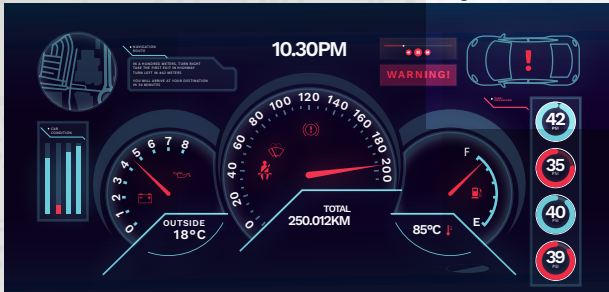 NAVIGATION
ROUTE
IN A HUNDRED METERS, TURN RIGHT
TAKE THE FIRST EXIT IN HIGHWAY
TURN LEFT IN 460 METERS
YOU WILL ARRIVE AT YOUR DESTINATION
IN 30 MINUTES
10.30PM
WARNING!
CAR
CONDITION
0
1
2
3
4
5
6
7
8
OUTSIDE
18°C
0
20
40
60
80
100
120
140
160
180
200
TOTAL
250.012KM
F
E
85°C
42
PSI
35
PSI
40
PSI
39
PSI